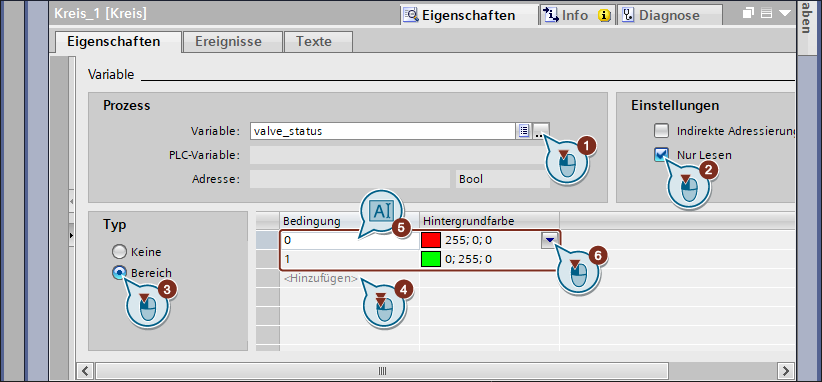 Kreis_1 [Kreis]
Eigenschaften
Info
Diagnose
aben
Eigenschaften
Ereignisse
Texte
Variable
Prozess
Variable:
valve_status
...
1
PLC-Variable:
Adresse:
Bool
Einstellungen
Indirekte Adressierung
Nur Lesen
2
Typ
Keine
Bereich
3
Bedingung
Hintergrundfarbe
AI
5
0
255; 0; 0
6
1
0; 255; 0
<Hinzufügen>
4